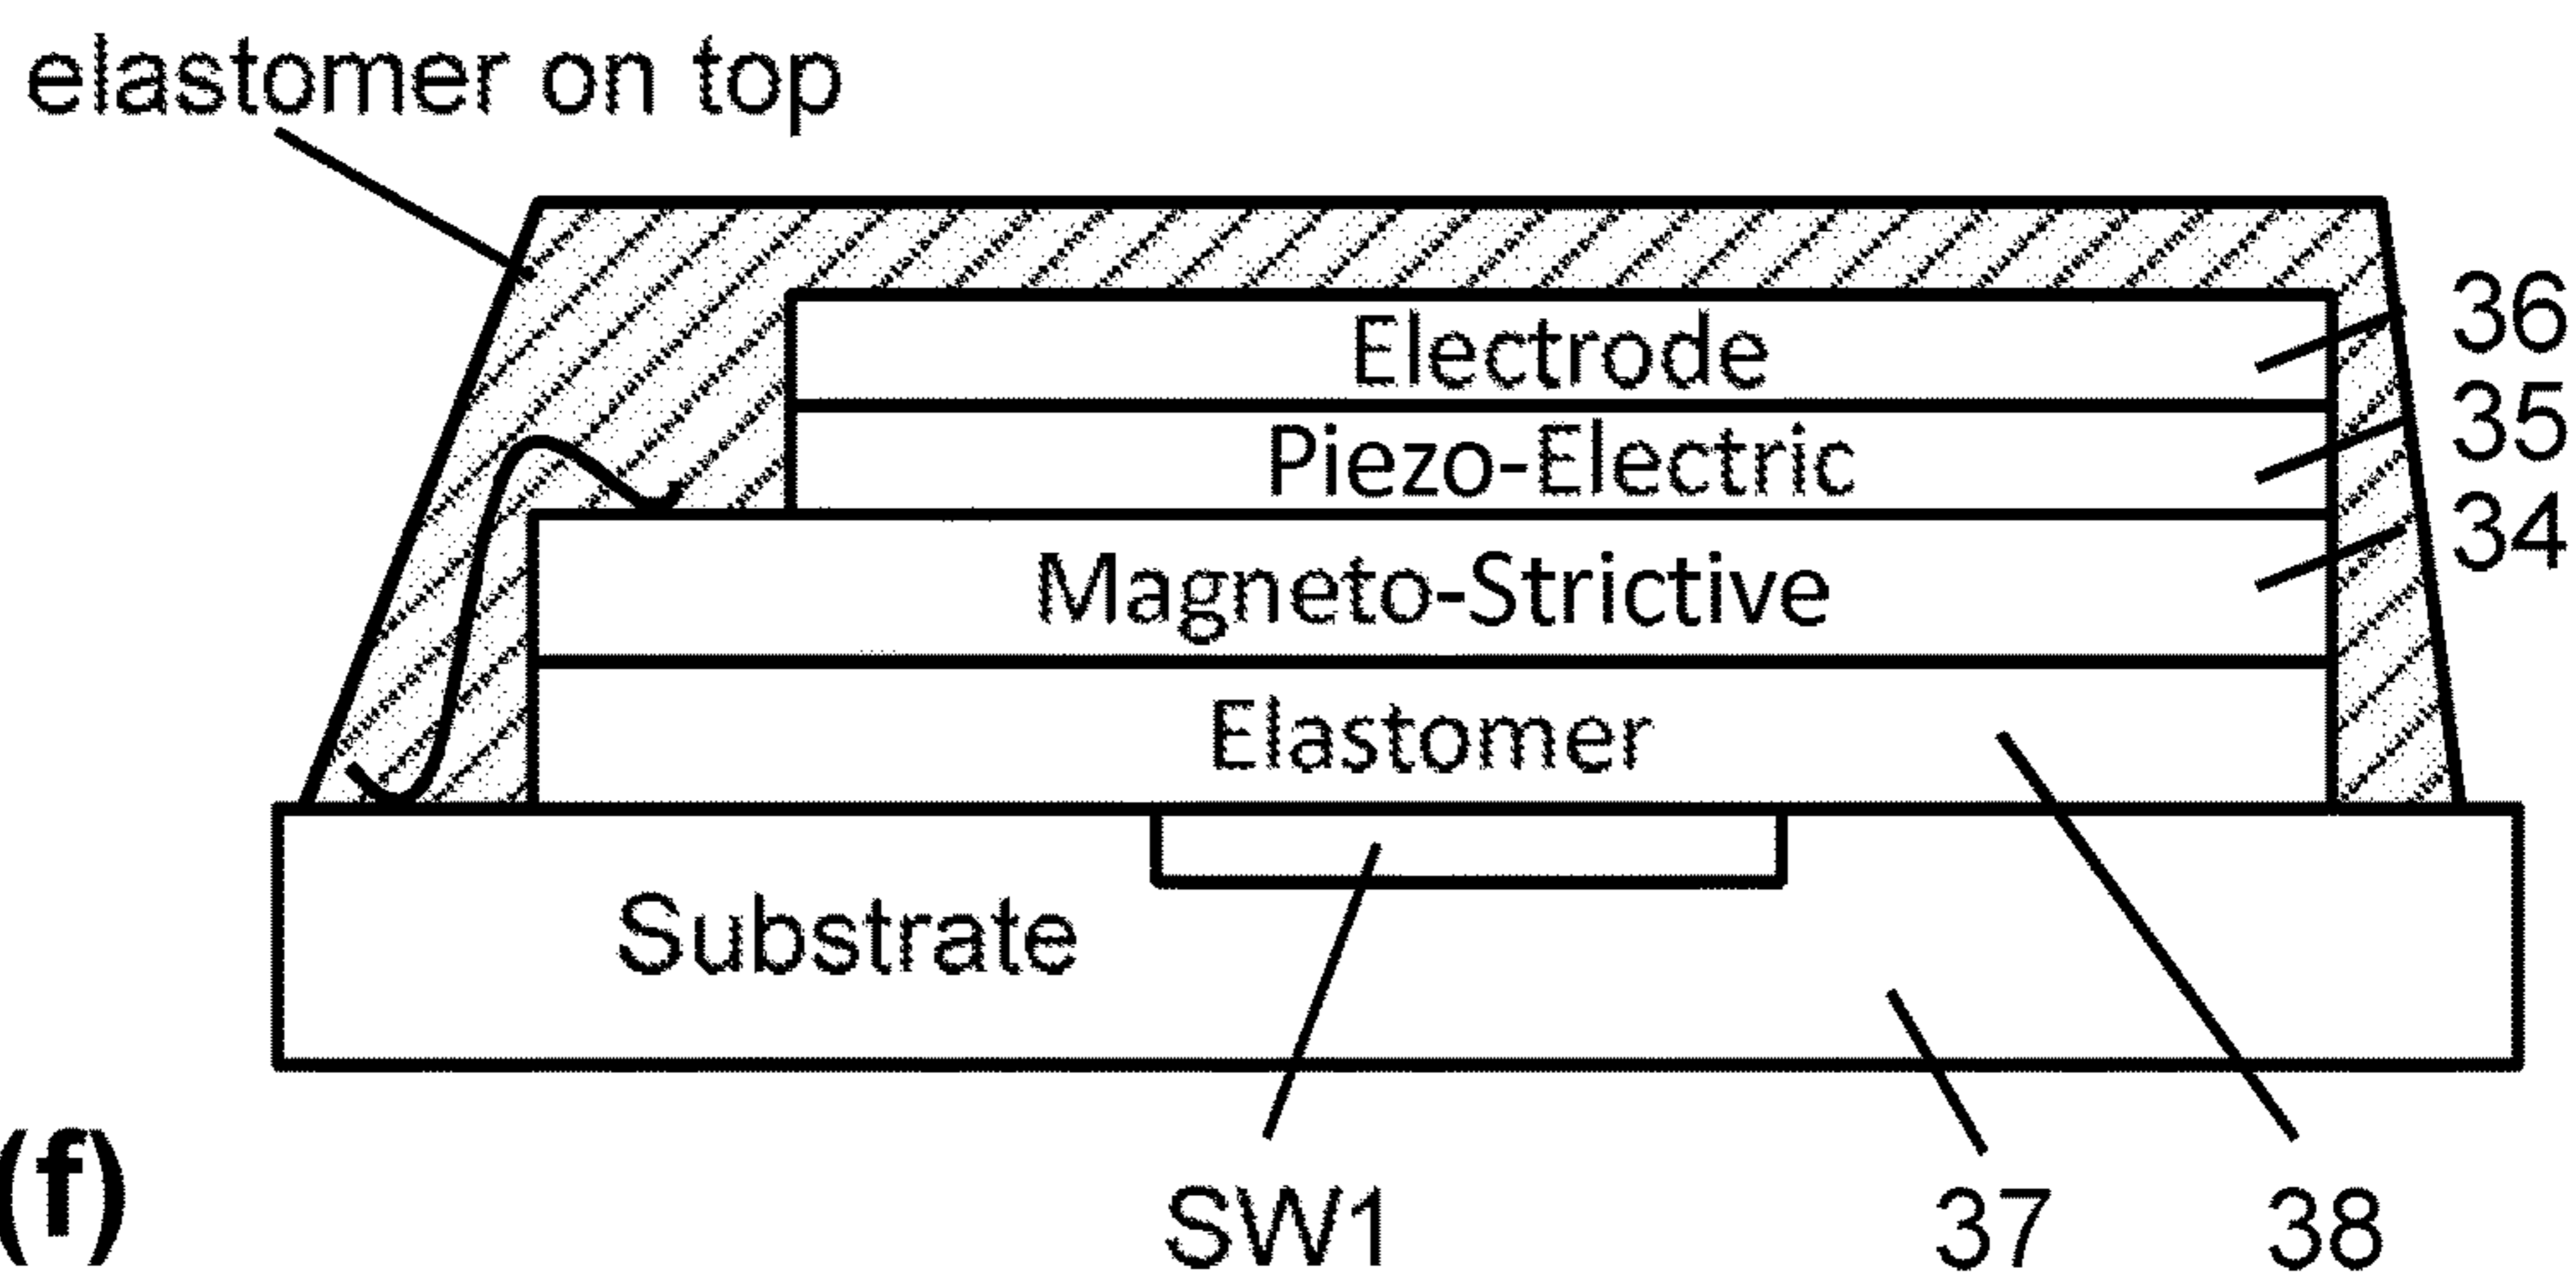 elastomer on top
Electrode
36
Piezo-Electric
35
Magneto-Strictive
34
Elastomer
Substrate
(f)
SW1
37
38